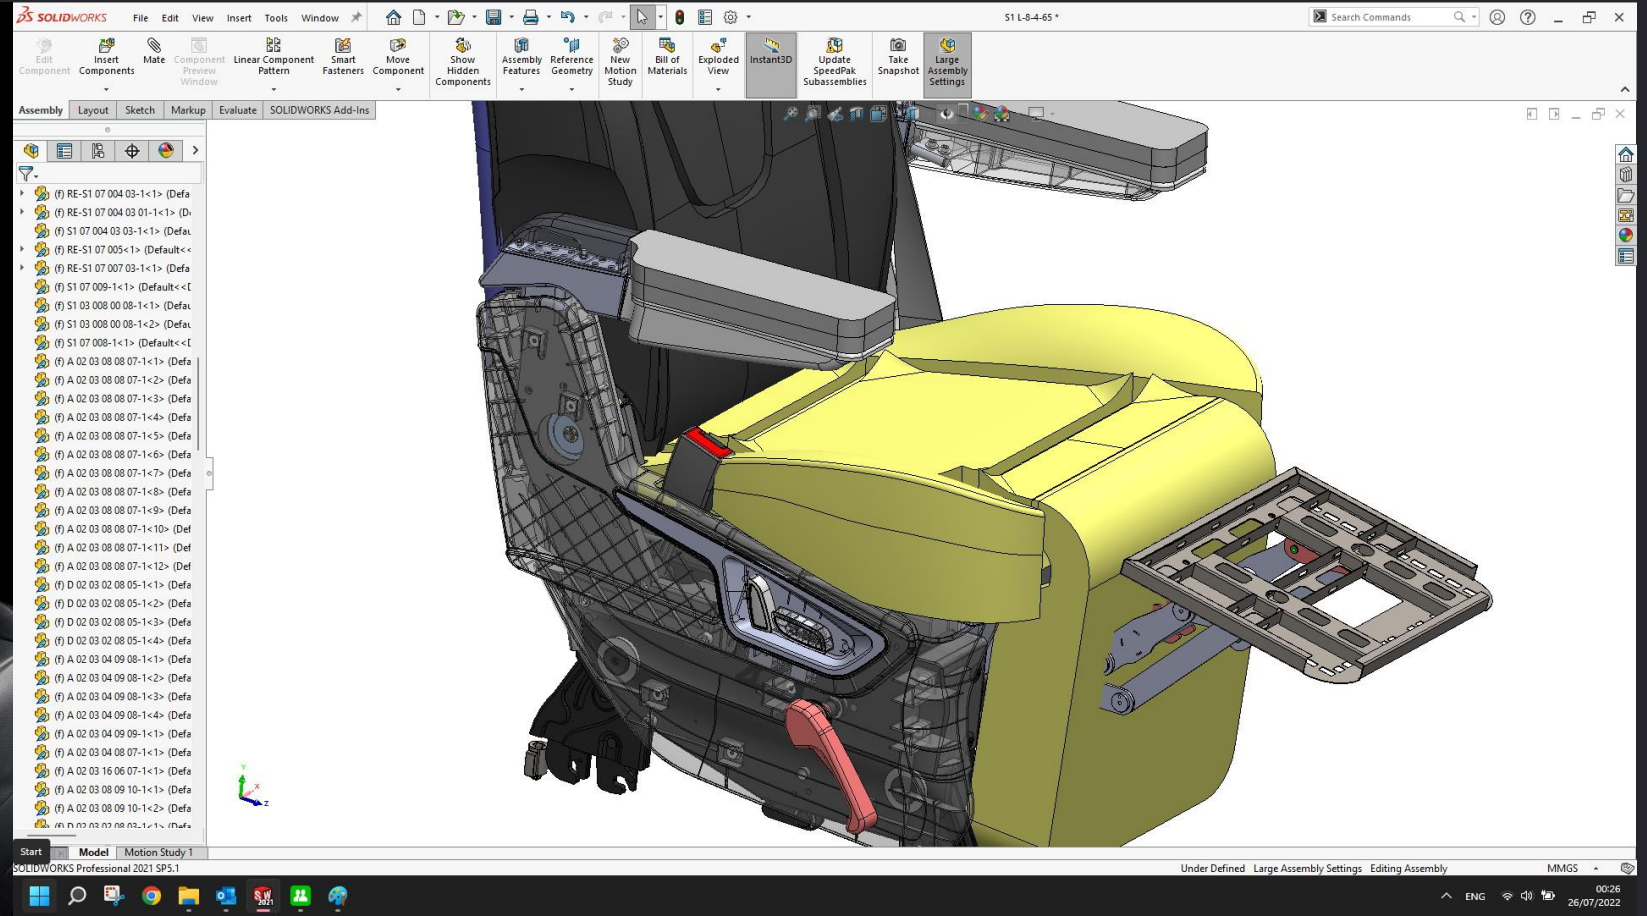 SOLIDWORKS File Edit View Insert Tools Window S1 L-8-4-65 * Search Commands
Edit Component
Insert Components
Mate
Component Preview Window
Linear Component Pattern
Smart Fasteners
Move Component
Show Hidden Components
Assembly Features
Reference Geometry
New Motion Study
Bill of Materials
Exploded View
Instant3D
Update SpeedPak Subassemblies
Take Snapshot
Large Assembly Settings
Assembly Layout Sketch Markup Evaluate SOLIDWORKS Add-Ins
(f) RE-S1 07 004 03-1<1> (Defa
(f) RE-S1 07 004 03 01-1<1> (D
(f) S1 07 004 03 03-1<1> (Defau
(f) RE-S1 07 005<1> (Default<<
(f) RE-S1 07 007 03-1<1> (Defa
(f) S1 07 009-1<1> (Default<<D
(f) S1 03 008 00 08-1<1> (Defau
(f) S1 03 008 00 08-1<2> (Defau
(f) S1 07 008-1<1> (Default<<D
(f) A 02 03 08 08 07-1<1> (Defa
(f) A 02 03 08 08 07-1<2> (Defa
(f) A 02 03 08 08 07-1<3> (Defa
(f) A 02 03 08 08 07-1<4> (Defa
(f) A 02 03 08 08 07-1<5> (Defa
(f) A 02 03 08 08 07-1<6> (Defa
(f) A 02 03 08 08 07-1<7> (Defa
(f) A 02 03 08 08 07-1<8> (Defa
(f) A 02 03 08 08 07-1<9> (Defa
(f) A 02 03 08 08 07-1<10> (Def
(f) A 02 03 08 08 07-1<11> (Def
(f) A 02 03 08 08 07-1<12> (Def
(f) D 02 03 02 08 05-1<1> (Defa
(f) D 02 03 02 08 05-1<2> (Defa
(f) D 02 03 02 08 05-1<3> (Defa
(f) D 02 03 02 08 05-1<4> (Defa
(f) A 02 03 04 09 08-1<1> (Defa
(f) A 02 03 04 09 08-1<2> (Defa
(f) A 02 03 04 09 08-1<3> (Defa
(f) A 02 03 04 09 08-1<4> (Defa
(f) A 02 03 04 09 09-1<1> (Defa
(f) A 02 03 04 08 07-1<1> (Defa
(f) A 02 03 16 06 07-1<1> (Defa
(f) A 02 03 08 09 10-1<1> (Defa
(f) A 02 03 08 09 10-1<2> (Defa
(f) D 02 03 02 08 03-1<1> (Defa
Y
X
Z
Start Model Motion Study 1
SOLIDWORKS Professional 2021 SP5.1 Under Defined Large Assembly Settings Editing Assembly MMGS
SW 2021 ENG 00:26
26/07/2022